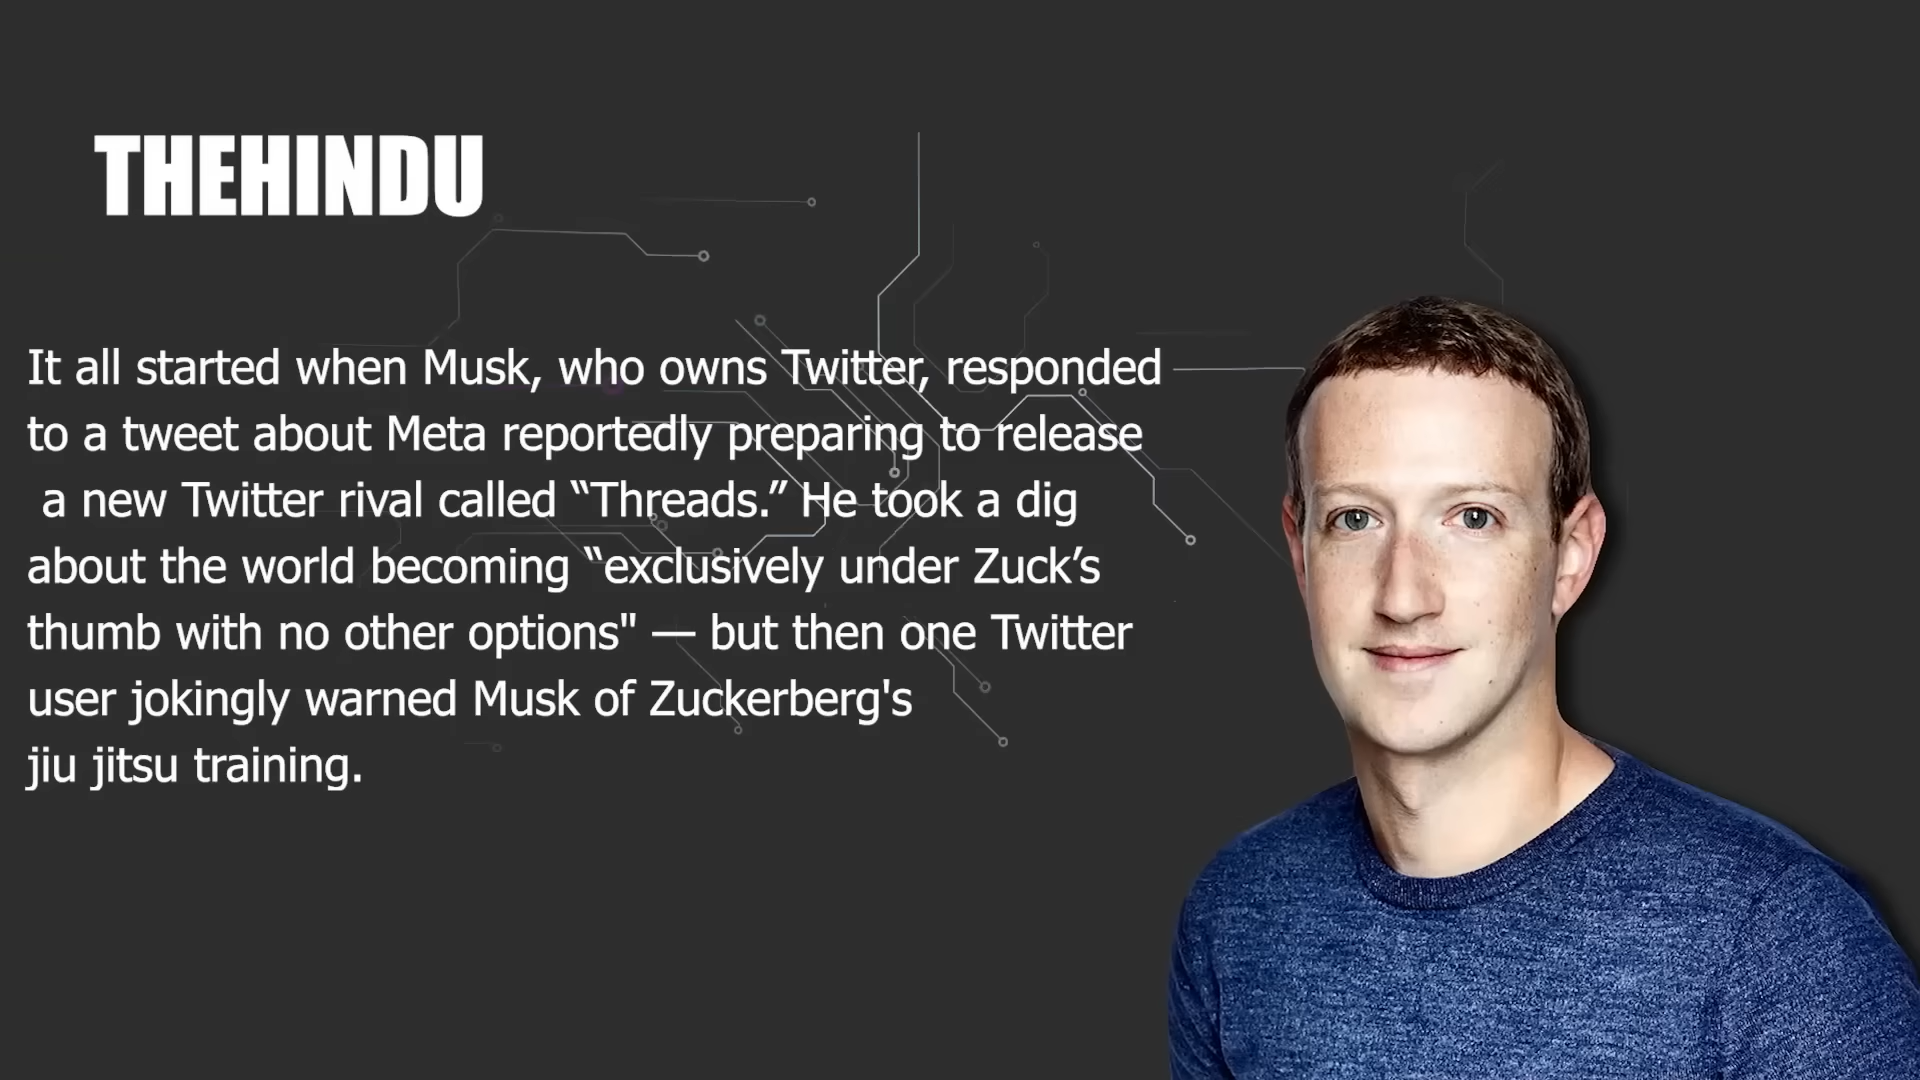 THEHINDU
It all started when Musk, who owns Twitter, responded
to a tweet about Meta reportedly preparing to release
a new Twitter rival called “Threads.” He took a dig
about the world becoming “exclusively under Zuck’s
thumb with no other options" — but then one Twitter
user jokingly warned Musk of Zuckerberg's
jiu jitsu training.